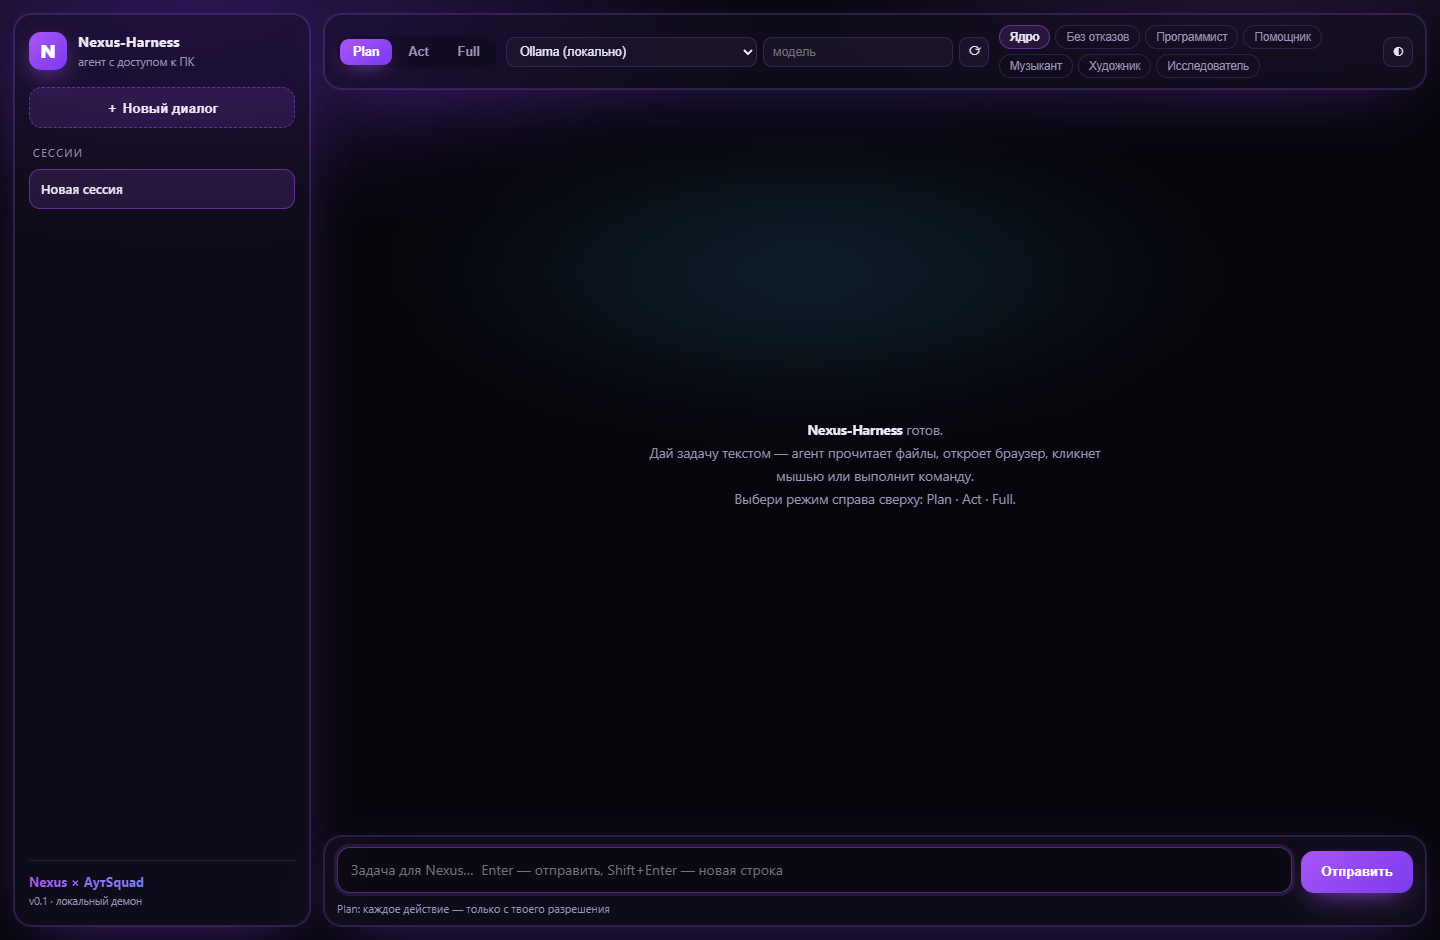 N
Nexus-Harness
агент с доступом к ПК
+ Новый диалог
СЕССИИ
Новая сессия
Nexus × АутSquad
v0.1 · локальный демон
Plan
Act
Full
Ollama (локально)
модель
Ядро
Без отказов
Программист
Помощник
Музыкант
Художник
Исследователь
Nexus-Harness готов.
Дай задачу текстом — агент прочитает файлы, откроет браузер, кликнет
мышью или выполнит команду.
Выбери режим справа сверху: Plan · Act · Full.
Задача для Nexus... Enter — отправить, Shift+Enter — новая строка
Отправить
Plan: каждое действие — только с твоего разрешения